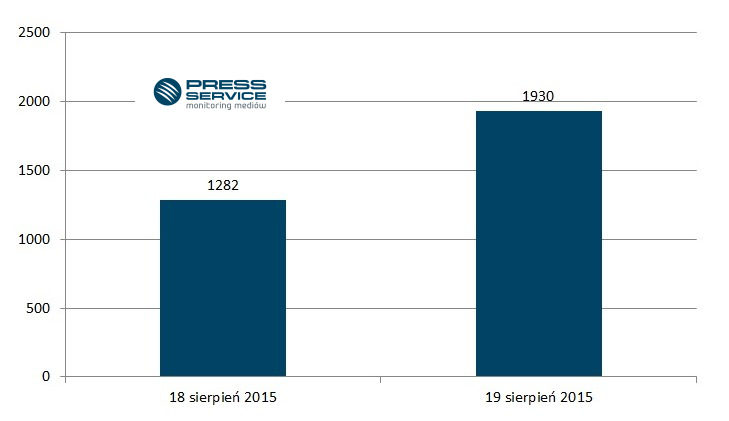 2500
PRESS
SERVICE
monitoring mediów
2000
1930
1500
1282
1000
500
0
18 sierpień 2015
19 sierpień 2015